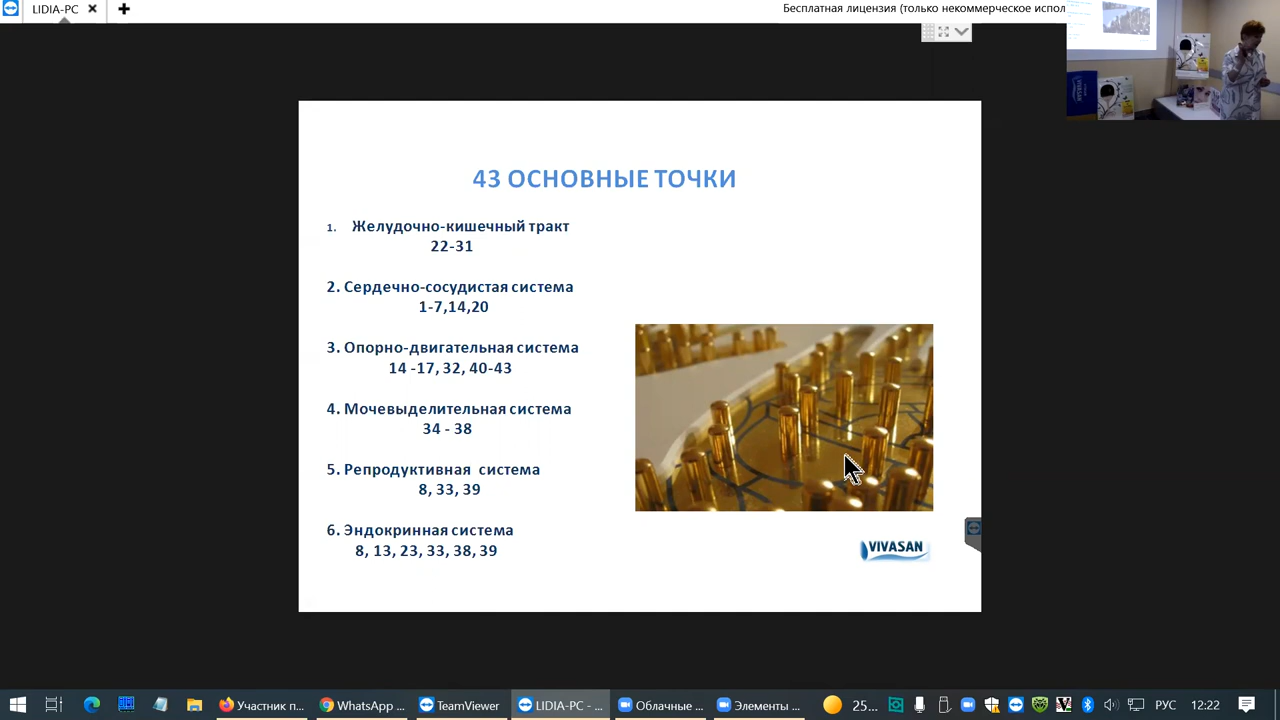 LIDIA-PC
Бесплатная лицензия (только некоммерческое испол
43 ОСНОВНЫЕ ТОЧКИ
1. Желудочно-кишечный тракт
22-31
2. Сердечно-сосудистая система
1-7,14,20
3. Опорно-двигательная система
14 -17, 32, 40-43
4. Мочевыделительная система
34 - 38
5. Репродуктивная система
8, 33, 39
6. Эндокринная система
8, 13, 23, 33, 38, 39
VIVASAN
Участник п...
WhatsApp ...
TeamViewer
LIDIA-PC - ...
Облачные ...
Элементы ...
25...
РУС
12:22